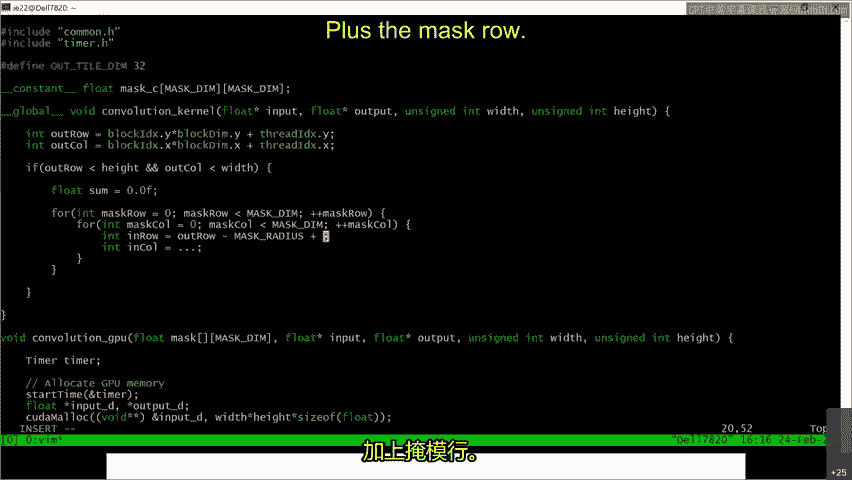 ie22@Dell7820: ~
Plus the mask row.
#include "common.h"
#include "timer.h"
#define OUT_TILE_DIM 32
__constant__ float mask_c[MASK_DIM][MASK_DIM];
__global__ void convolution_kernel(float* input, float* output, unsigned int width, unsigned int height) {
int outRow = blockIdx.y*blockDim.y + threadIdx.y;
int outCol = blockIdx.x*blockDim.x + threadIdx.x;
if(outRow < height && outCol < width) {
float sum = 0.0f;
for(int maskRow = 0; maskRow < MASK_DIM; ++maskRow) {
for(int maskCol = 0; maskCol < MASK_DIM; ++maskCol) {
int inRow = outRow - MASK_RADIUS + ;
int inCol = ...;
}
}
}
}
void convolution_gpu(float mask[][MASK_DIM], float* input, float* output, unsigned int width, unsigned int height) {
Timer timer;
// Allocate GPU memory
startTime(&timer);
float *input_d, *output_d;
cudaMalloc((void**) &input_d, width*height*sizeof(float));
-- INSERT --
20,52
Top
[0] 0:vim*
"Dell7820" 16:16 24-Feb-2
加上掩模行。
+25